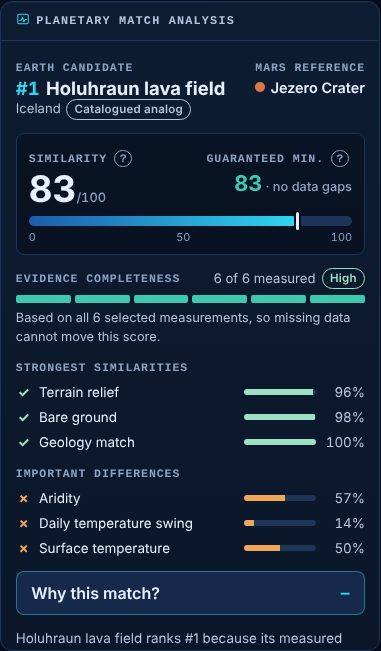 PLANETARY MATCH ANALYSIS
EARTH CANDIDATE
MARS REFERENCE
#1 Holuhraun lava field
Jezero Crater
Iceland Catalogued analog
SIMILARITY ?
GUARANTEED MIN. ?
83/100
83 · no data gaps
0 50 100
EVIDENCE COMPLETENESS
6 of 6 measured High
Based on all 6 selected measurements, so missing data
cannot move this score.
STRONGEST SIMILARITIES
✓ Terrain relief 96%
✓ Bare ground 98%
✓ Geology match 100%
IMPORTANT DIFFERENCES
× Aridity 57%
× Daily temperature swing 14%
× Surface temperature 50%
Why this match? −
Holuhraun lava field ranks #1 because its measured